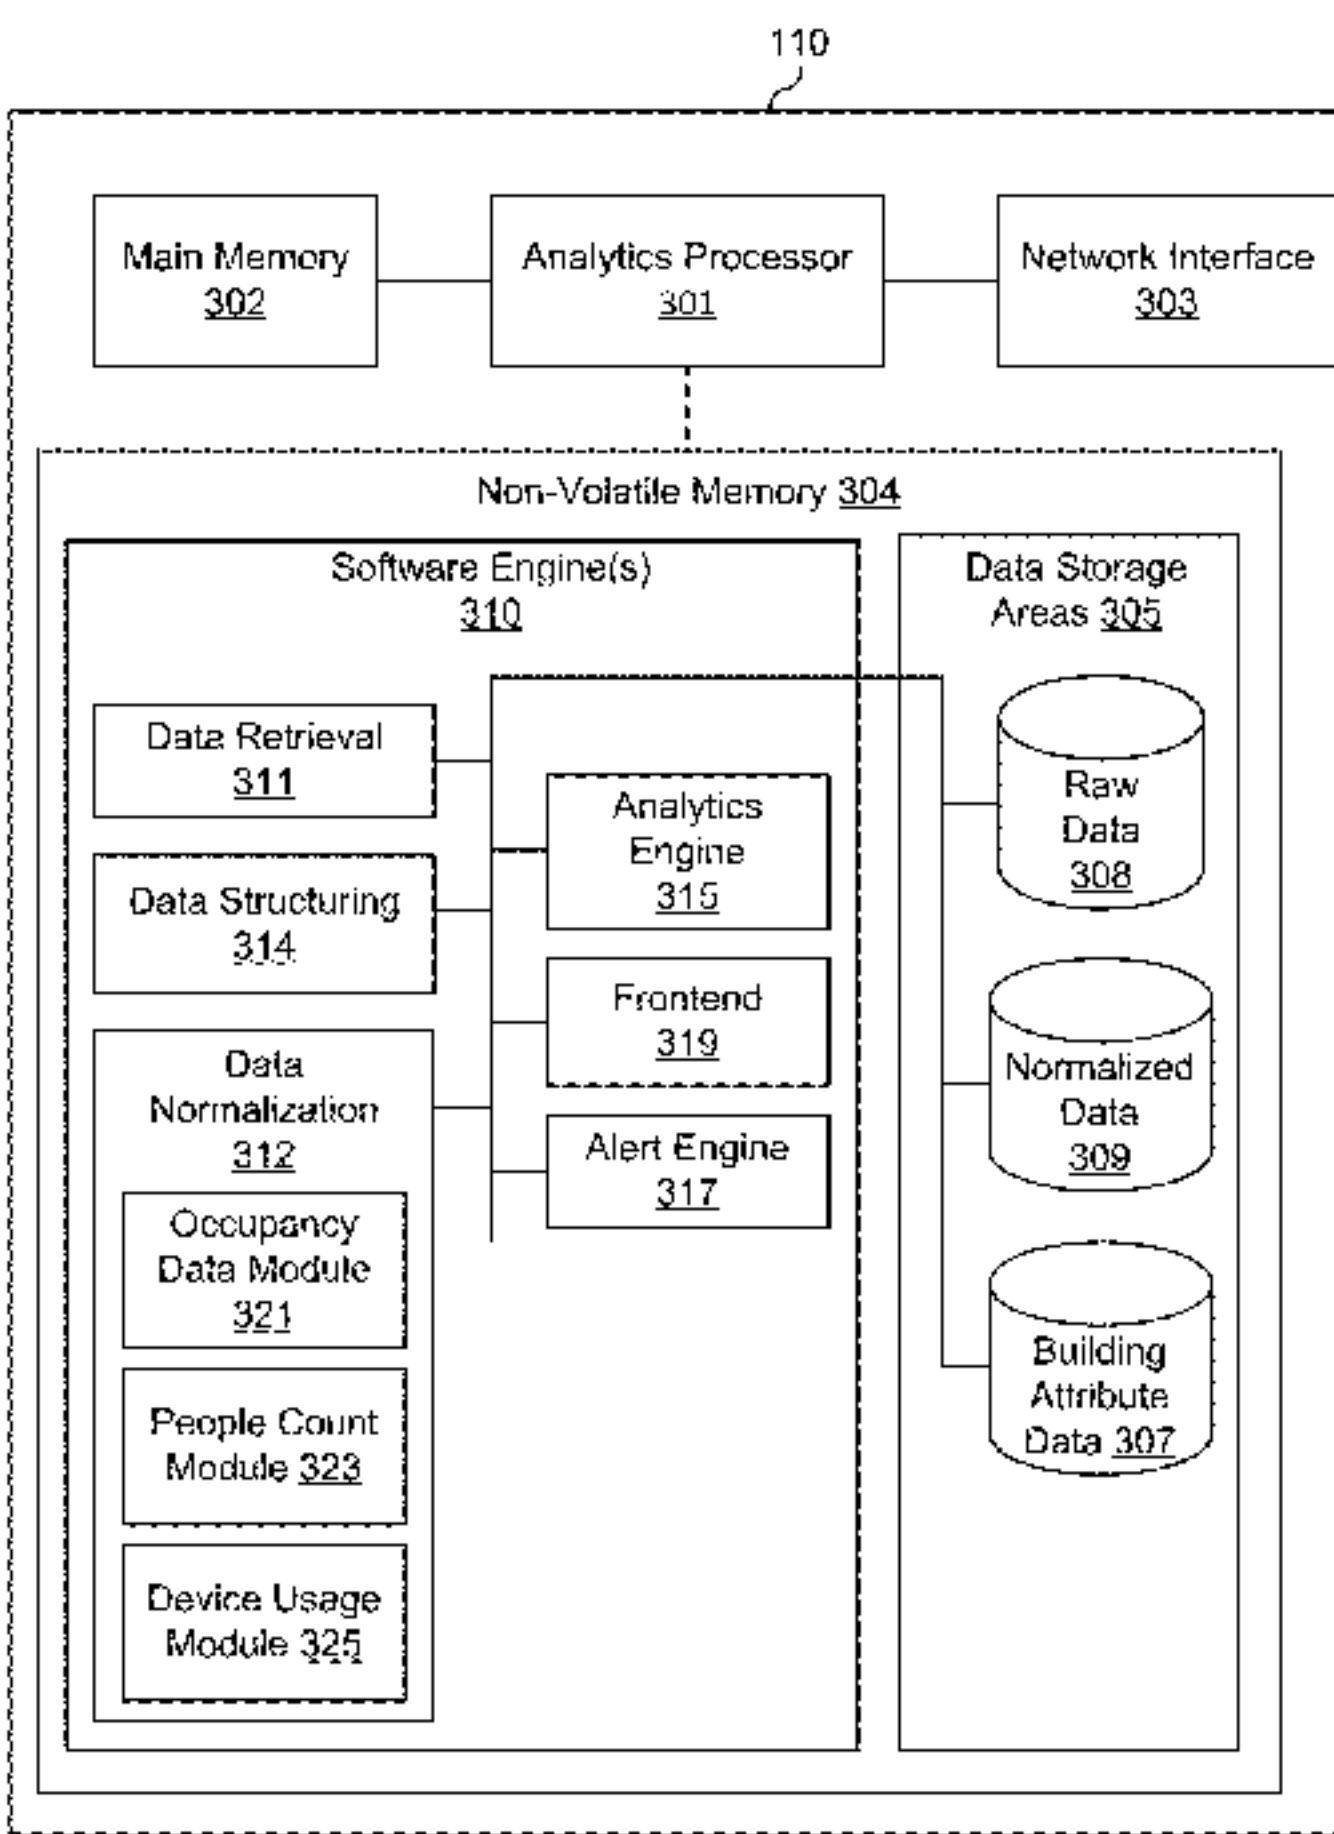 110
Main Memory
302
Analytics Processor
301
Network Interface
303
Non-Volatile Memory 304
Software Engine(s)
310
Data Retrieval
311
Data Structuring
314
Data
Normalization
312
Occupancy
Data Module
321
People Count
Module 323
Device Usage
Module 325
Analytics
Engine
315
Frontend
319
Alert Engine
317
Data Storage
Areas 305
Raw
Data
308
Normalized
Data
309
Building
Attribute
Data 307